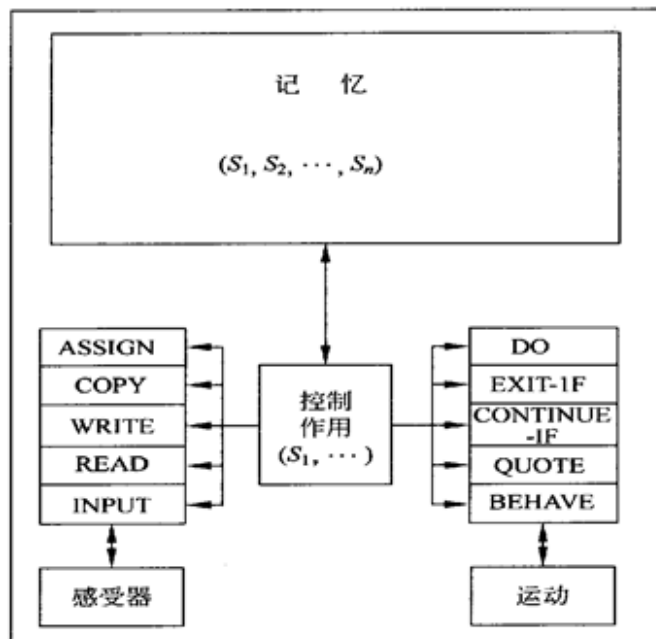 记 忆
(S₁, S₂, ···, Sₙ)
ASSIGN
COPY
WRITE
READ
INPUT
控制
作用
(S₁, ···)
DO
EXIT-1F
CONTINUE
-IF
QUOTE
BEHAVE
感受器
运动